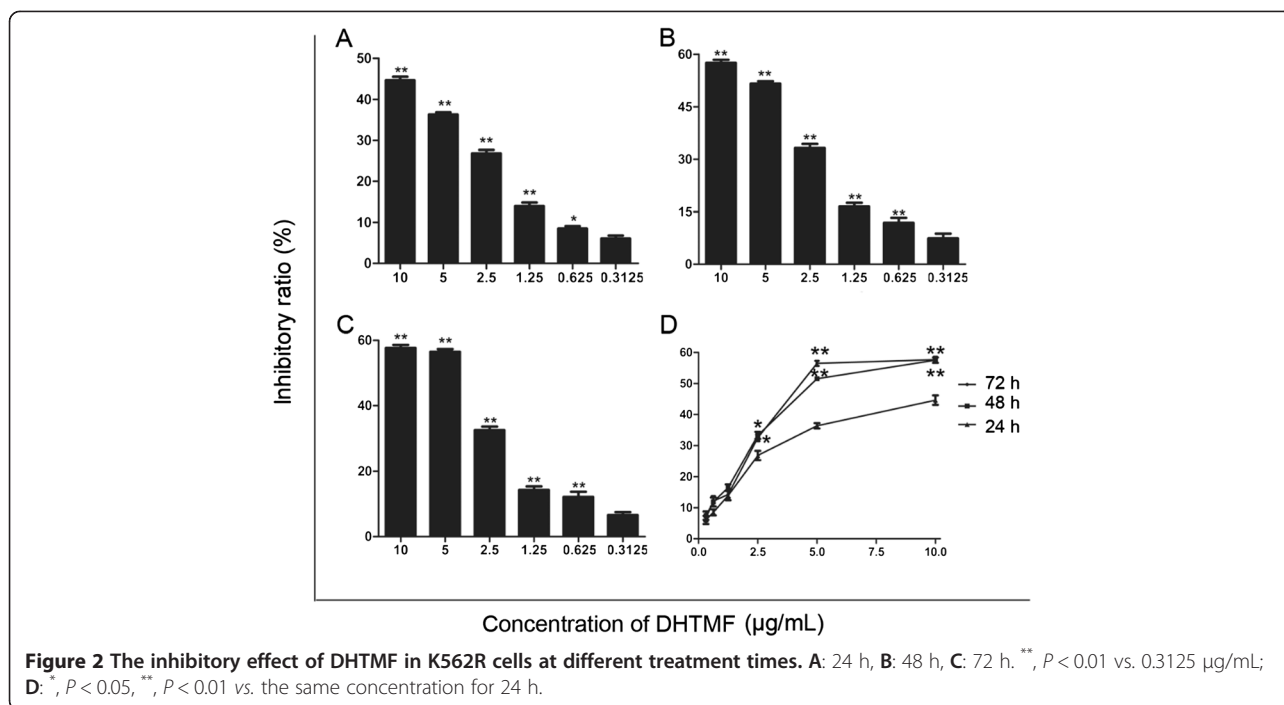 A
50
40
30
20
10
0
** ** ** ** *
10 5 2.5 1.25 0.625 0.3125
B
60
45
30
15
0
** ** ** ** **
10 5 2.5 1.25 0.625 0.3125
C
60
40
20
0
** ** ** ** **
10 5 2.5 1.25 0.625 0.3125
D
60
50
40
30
20
10
0
** **
** **
*
*
0.0 2.5 5.0 7.5 10.0
72 h
48 h
24 h
Inhibitory ratio (%)
Concentration of DHTMF (μg/mL)
Figure 2 The inhibitory effect of DHTMF in K562R cells at different treatment times. A: 24 h, B: 48 h, C: 72 h. **, P < 0.01 vs. 0.3125 μg/mL;
D: *, P < 0.05, **, P < 0.01 vs. the same concentration for 24 h.